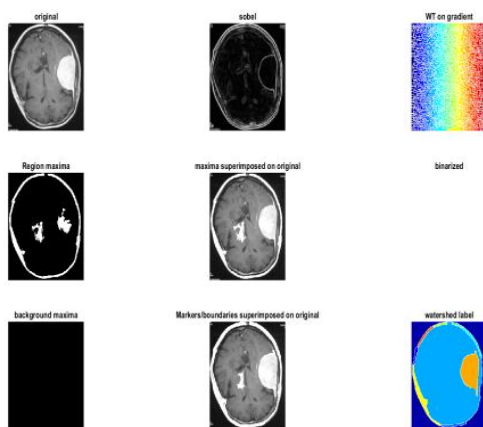 original
sobel
WT on gradient
Region maxima
maxima superimposed on original
binarized
background maxima
Markers/boundaries superimposed on original
watershed label